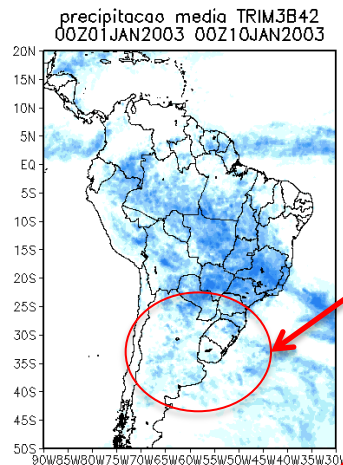 precipitacao media TRIM3B42
00Z01JAN2003 00Z10JAN2003
20N
15N
10N
5N
EQ
5S
10S
15S
20S
25S
30S
35S
40S
45S
50S
90W85W80W75W70W65W60W55W50W45W40W35W30W